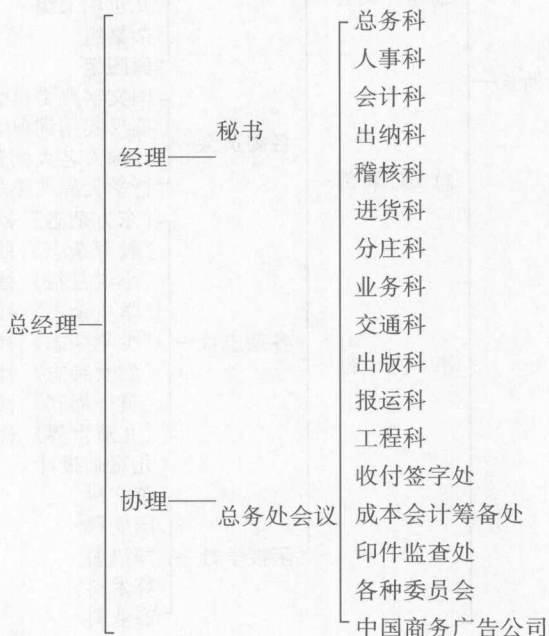 总务科
人事科
会计科
出纳科
秘书
经理
稽核科
进货科
分庄科
业务科
交通科
总经理
出版科
报运科
工程科
收付签字处
协理
总务处会议
成本会计筹备处
印件监查处
各种委员会
中国商务广告公司